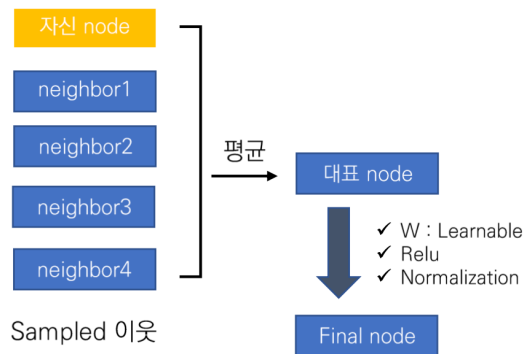 자신 node
neighbor1
neighbor2
neighbor3
neighbor4
Sampled 이웃
평균
대표 node
✓ W : Learnable
✓ Relu
✓ Normalization
Final node